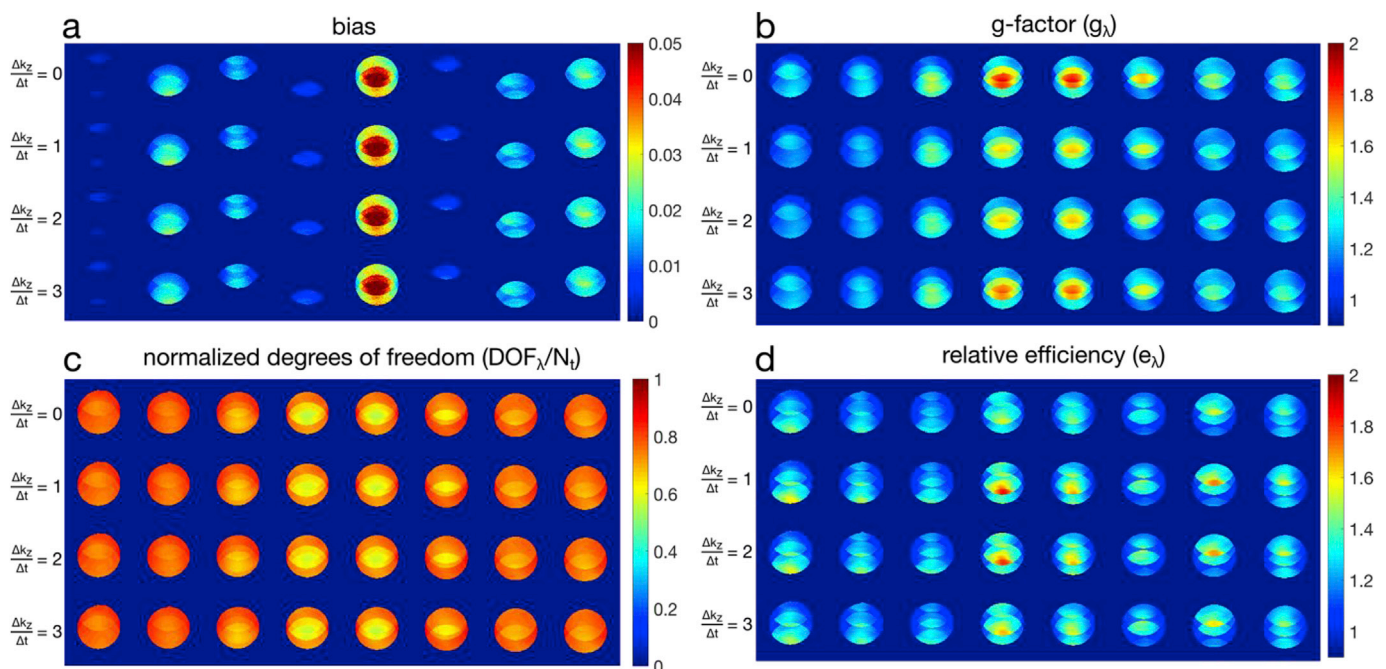 a
bias
Δkz/Δt = 0
Δkz/Δt = 1
Δkz/Δt = 2
Δkz/Δt = 3
0.05
0.04
0.03
0.02
0.01
0
b
g-factor (gλ)
Δkz/Δt = 0
Δkz/Δt = 1
Δkz/Δt = 2
Δkz/Δt = 3
2
1.8
1.6
1.4
1.2
1
c
normalized degrees of freedom (DOFλ/Nt)
Δkz/Δt = 0
Δkz/Δt = 1
Δkz/Δt = 2
Δkz/Δt = 3
1
0.8
0.6
0.4
0.2
0
d
relative efficiency (eλ)
Δkz/Δt = 0
Δkz/Δt = 1
Δkz/Δt = 2
Δkz/Δt = 3
2
1.8
1.6
1.4
1.2
1